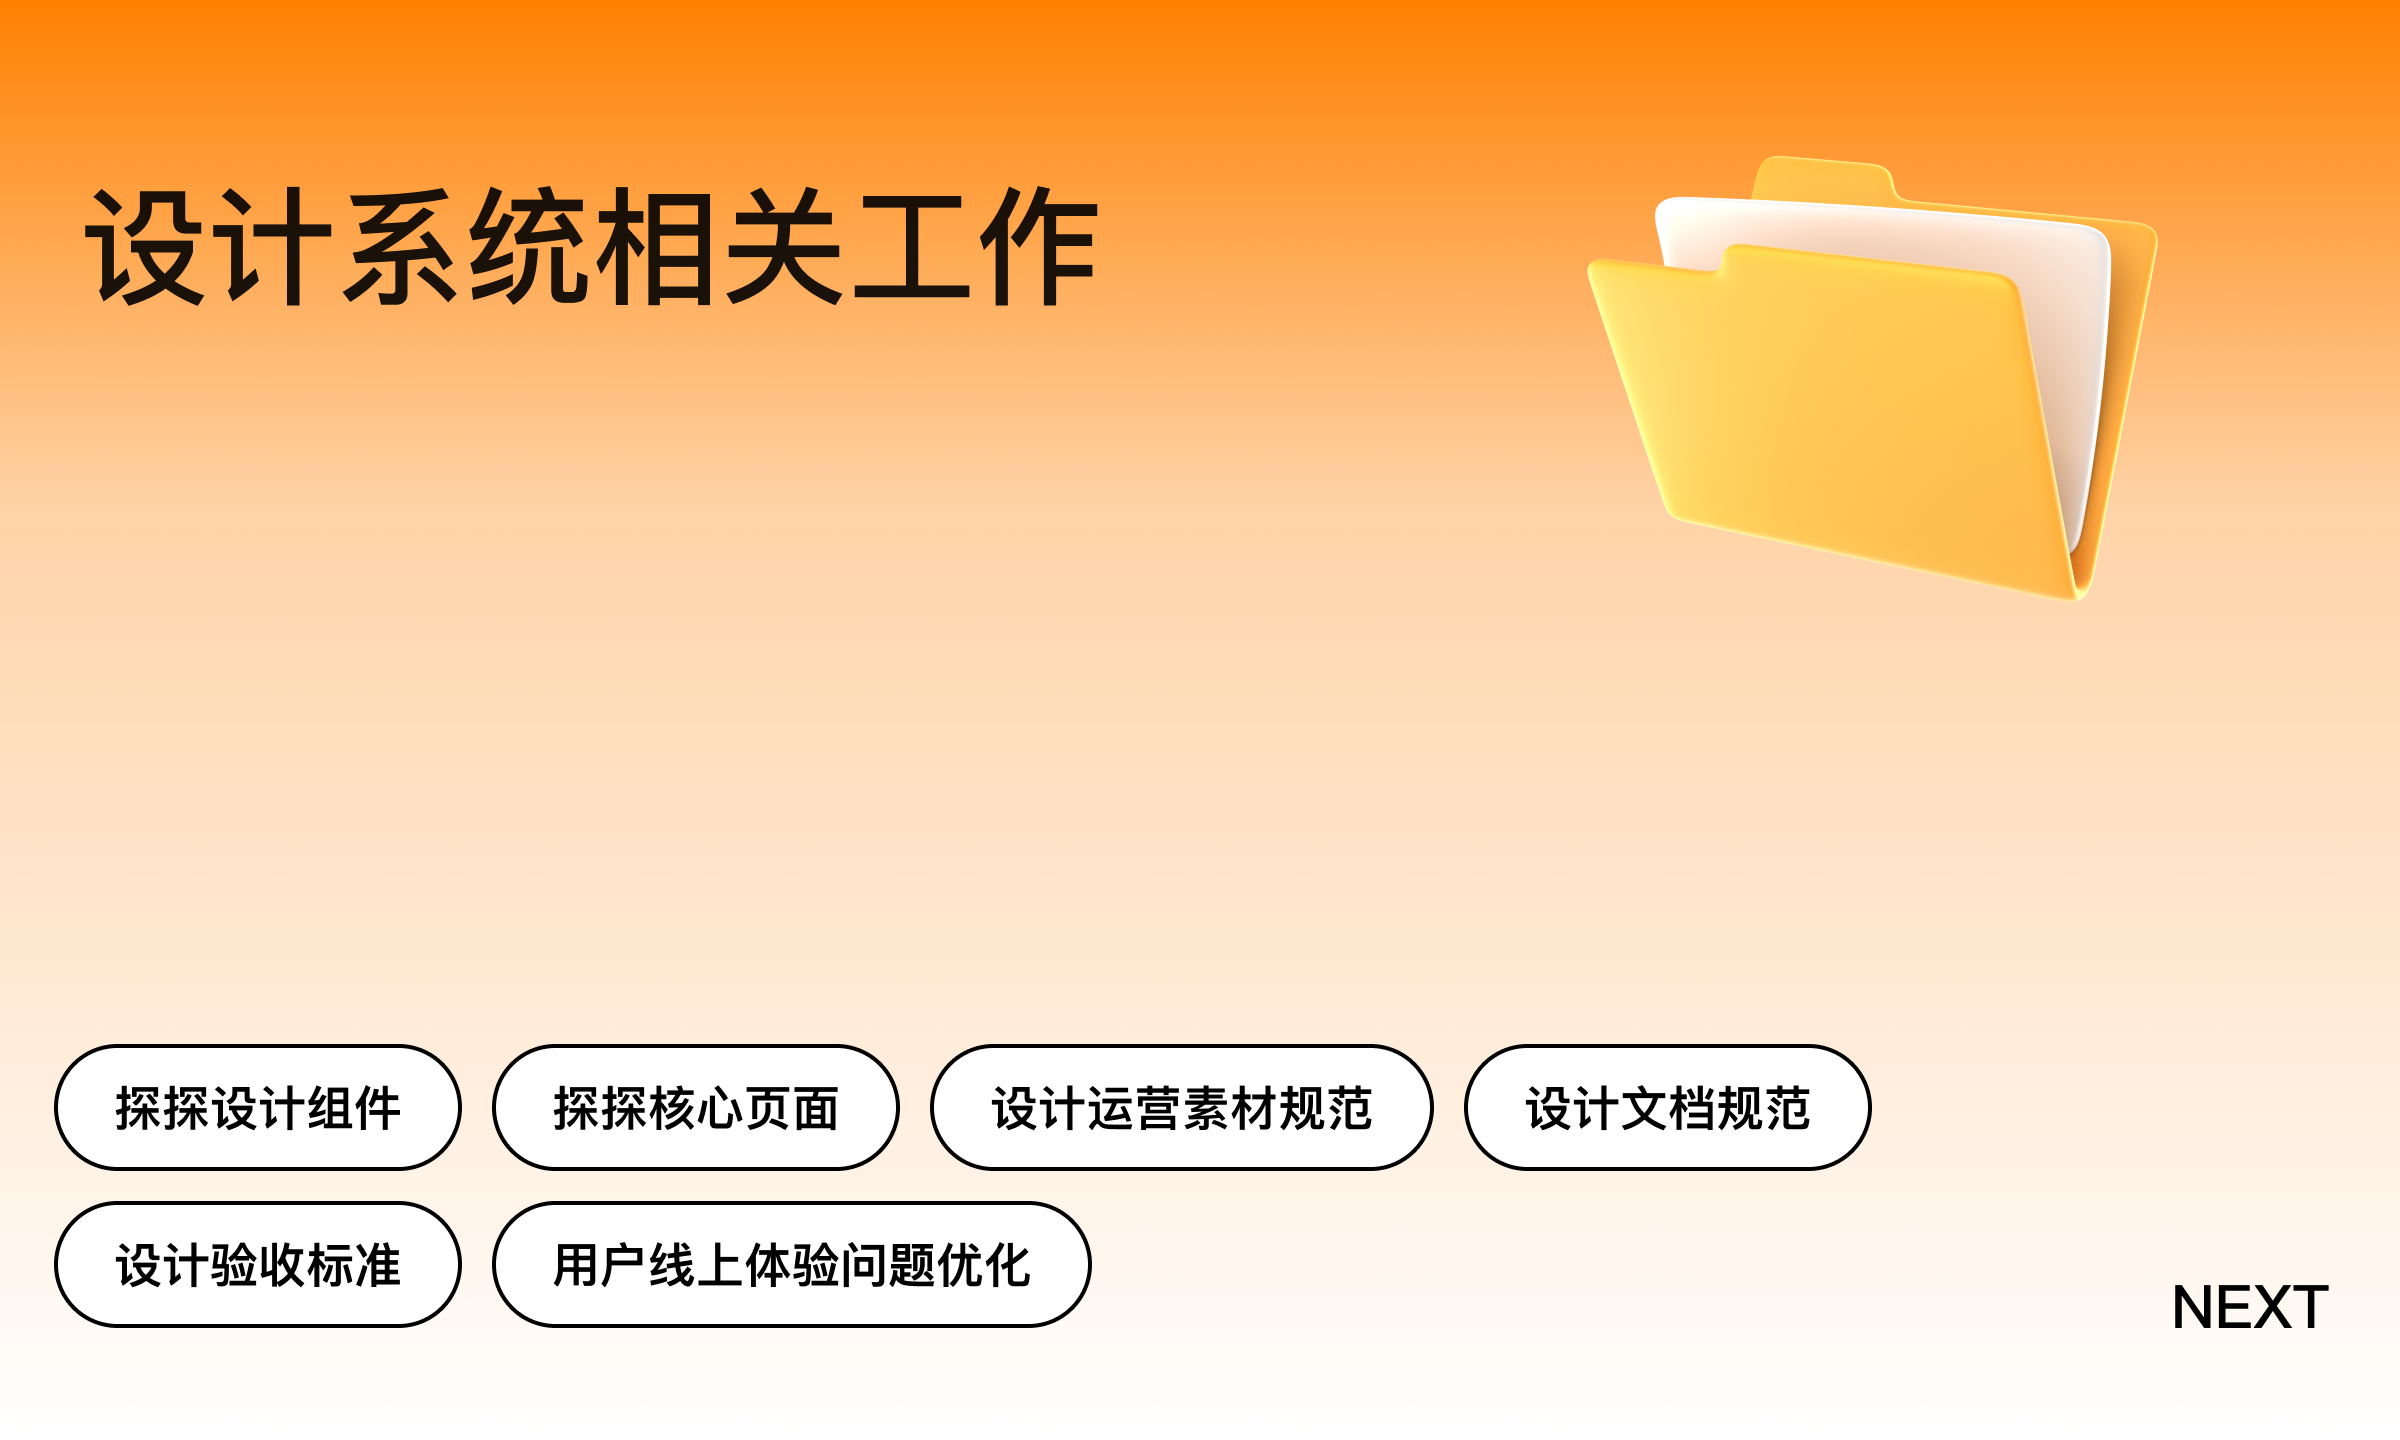 设计系统相关工作
探探设计组件 探探核心页面 设计运营素材规范 设计文档规范
设计验收标准 用户线上体验问题优化
NEXT